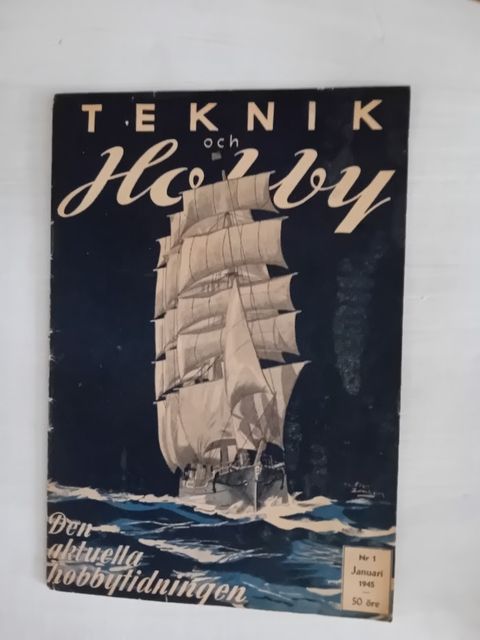 TEKNIK
och
Hobby
Den
aktuella
hobbytidningen
Nr 1
Januari
1945
50 öre